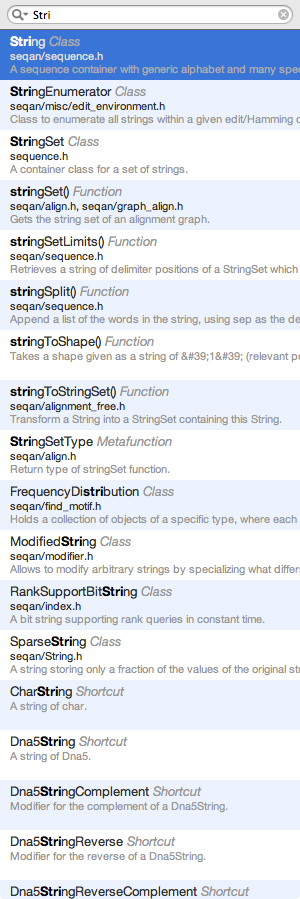 Stri
String Class
seqan/sequence.h
A sequence container with generic alphabet and many spe
StringEnumerator Class
seqan/misc/edit_environment.h
Class to enumerate all strings within a given edit/Hamming d
StringSet Class
sequence.h
A container class for a set of strings.
stringSet() Function
seqan/align.h, seqan/graph_align.h
Gets the string set of an alignment graph.
stringSetLimits() Function
seqan/sequence.h
Retrieves a string of delimiter positions of a StringSet which
stringSplit() Function
seqan/sequence.h
Append a list of the words in the string, using sep as the de
stringToShape() Function
Takes a shape given as a string of &#39;1&#39; (relevant po
stringToStringSet() Function
seqan/alignment_free.h
Transform a String into a StringSet containing this String.
StringSetType Metafunction
seqan/align.h
Return type of stringSet function.
FrequencyDistribution Class
seqan/find_motif.h
Holds a collection of objects of a specific type, where each
ModifiedString Class
seqan/modifier.h
Allows to modify arbitrary strings by specializing what differs
RankSupportBitString Class
seqan/index.h
A bit string supporting rank queries in constant time.
SparseString Class
seqan/String.h
A string storing only a fraction of the values of the original str
CharString Shortcut
A string of char.
Dna5String Shortcut
A string of Dna5.
Dna5StringComplement Shortcut
Modifier for the complement of a Dna5String.
Dna5StringReverse Shortcut
Modifier for the reverse of a Dna5String.
Dna5StringReverseComplement Shortcut